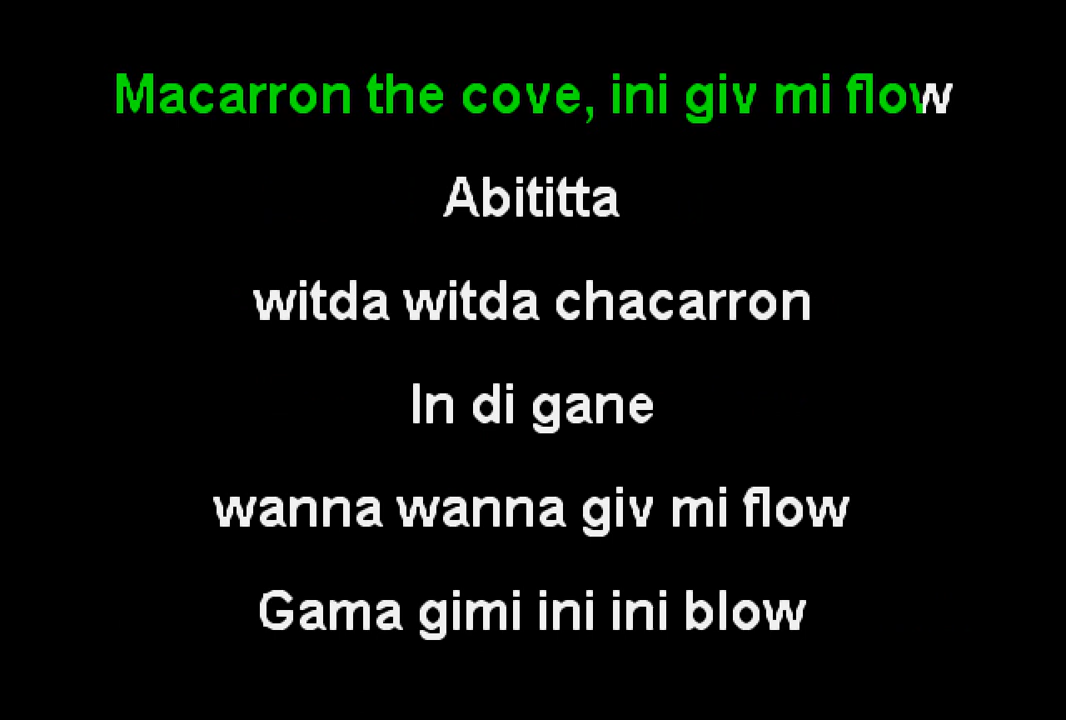 Macarron the cove, ini giv mi flow
Abititta
witda witda chacarron
In di gane
wanna wanna giv mi flow
Gama gimi ini ini blow